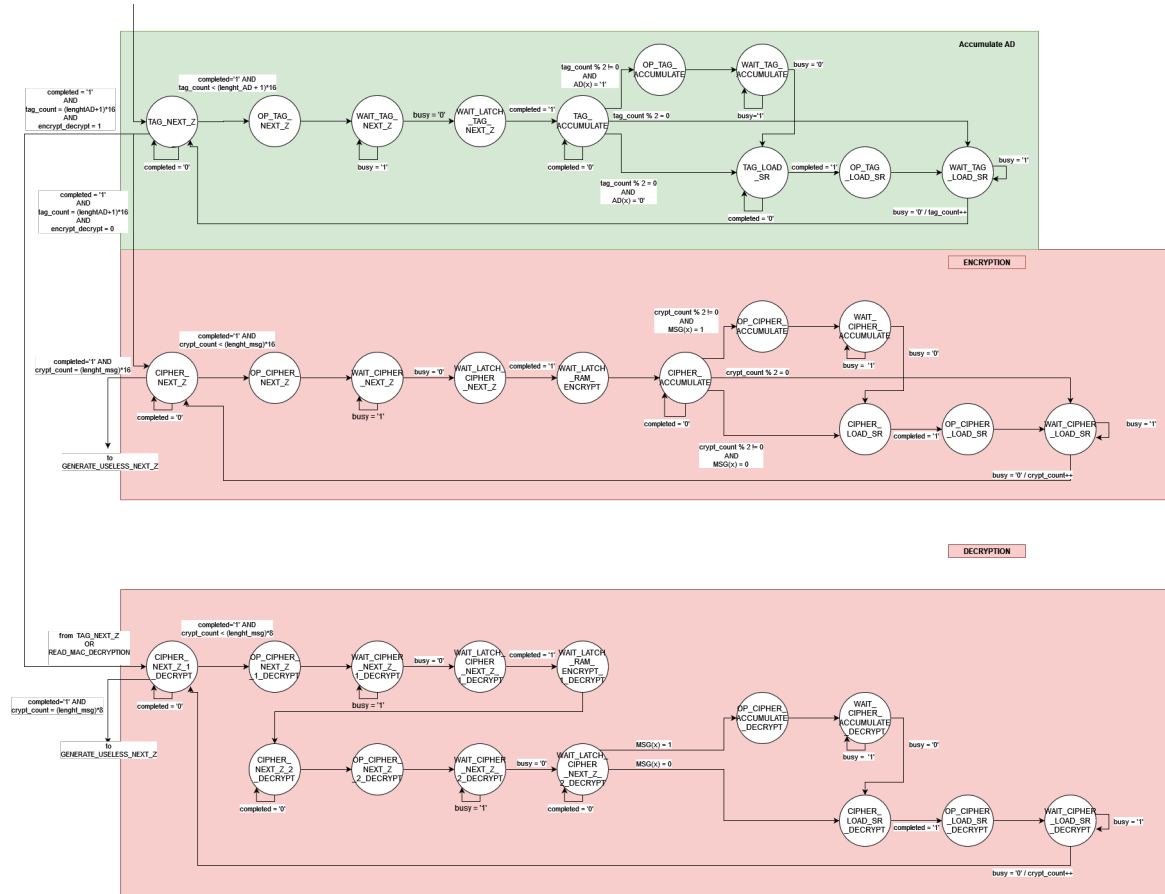 Accumulate AD
completed = '1'
AND
tag_count = (lenghtAD+1)*16
AND
encrypt_decrypt = 1
completed='1' AND
tag_count < (lenght_AD + 1)*16
TAG_NEXT_Z
completed = '0'
OP_TAG_
NEXT_Z
WAIT_TAG_
NEXT_Z
busy = '1'
busy = '0'
WAIT_LATCH
_TAG_
NEXT_Z
completed = '1'
TAG_
ACCUMULATE
completed = '0'
tag_count % 2 != 0
AND
AD(x) = '1'
OP_TAG_
ACCUMULATE
WAIT_TAG_
ACCUMULATE
busy='1'
busy = '0'
tag_count % 2 = 0
tag_count % 2 = 0
AND
AD(x) = '0'
TAG_LOAD
_SR
completed = '0'
completed = '1'
OP_TAG
_LOAD_SR
WAIT_TAG
_LOAD_SR
busy = '1'
busy = '0' / tag_count++
completed = '1'
AND
tag_count = (lenghtAD+1)*16
AND
encrypt_decrypt = 0
ENCRYPTION
completed='1' AND
crypt_count = (lenght_msg)*16
completed='1' AND
crypt_count < (lenght_msg)*16
CIPHER_
NEXT_Z
completed = '0'
to
GENERATE_USELESS_NEXT_Z
OP_CIPHER_
NEXT_Z
WAIT_CIPHER
_NEXT_Z
busy = '1'
busy = '0'
WAIT_LATCH_
CIPHER
_NEXT_Z
completed = '1'
WAIT_LATCH
_RAM_
ENCRYPT
CIPHER_
ACCUMULATE
completed = '0'
crypt_count % 2 != 0
AND
MSG(x) = 1
OP_CIPHER_
ACCUMULATE
WAIT_
CIPHER_
ACCUMULATE
busy = '1'
busy = '0'
crypt_count % 2 = 0
crypt_count % 2 != 0
AND
MSG(x) = 0
CIPHER_
LOAD_SR
completed = '1'
OP_CIPHER
_LOAD_SR
WAIT_CIPHER
_LOAD_SR
busy = '1'
busy = '0' / crypt_count++
DECRYPTION
from TAG_NEXT_Z
OR
READ_MAC_DECRYPTION
completed='1' AND
crypt_count < (lenght_msg)*8
CIPHER_
NEXT_Z_1
_DECRYPT
completed = '0'
completed='1' AND
crypt_count = (lenght_msg)*8
to
GENERATE_USELESS_NEXT_Z
OP_CIPHER_
NEXT_Z
_1_DECRYPT
WAIT_CIPHER
_NEXT_Z_
1_DECRYPT
busy = '1'
busy = '0'
WAIT_LATCH_
CIPHER
_NEXT_Z_
1_DECRYPT
completed = '1'
WAIT_LATCH
_RAM_
ENCRYPT_
1_DECRYPT
CIPHER_
NEXT_Z_2
_DECRYPT
completed = '0'
OP_CIPHER_
NEXT_Z
_2_DECRYPT
WAIT_CIPHER
_NEXT_Z_
2_DECRYPT
busy = '1'
busy = '0'
WAIT_LATCH_
CIPHER
_NEXT_Z_
2_DECRYPT
completed = '0'
MSG(x) = 1
MSG(x) = 0
OP_CIPHER_
ACCUMULATE
_DECRYPT
WAIT_
CIPHER_
ACCUMULATE
_DECRYPT
busy = '1'
busy = '0'
CIPHER_
LOAD_SR
_DECRYPT
completed = '1'
OP_CIPHER
_LOAD_SR
_DECRYPT
WAIT_CIPHER
_LOAD_SR
_DECRYPT
busy = '1'
busy = '0' / crypt_count++